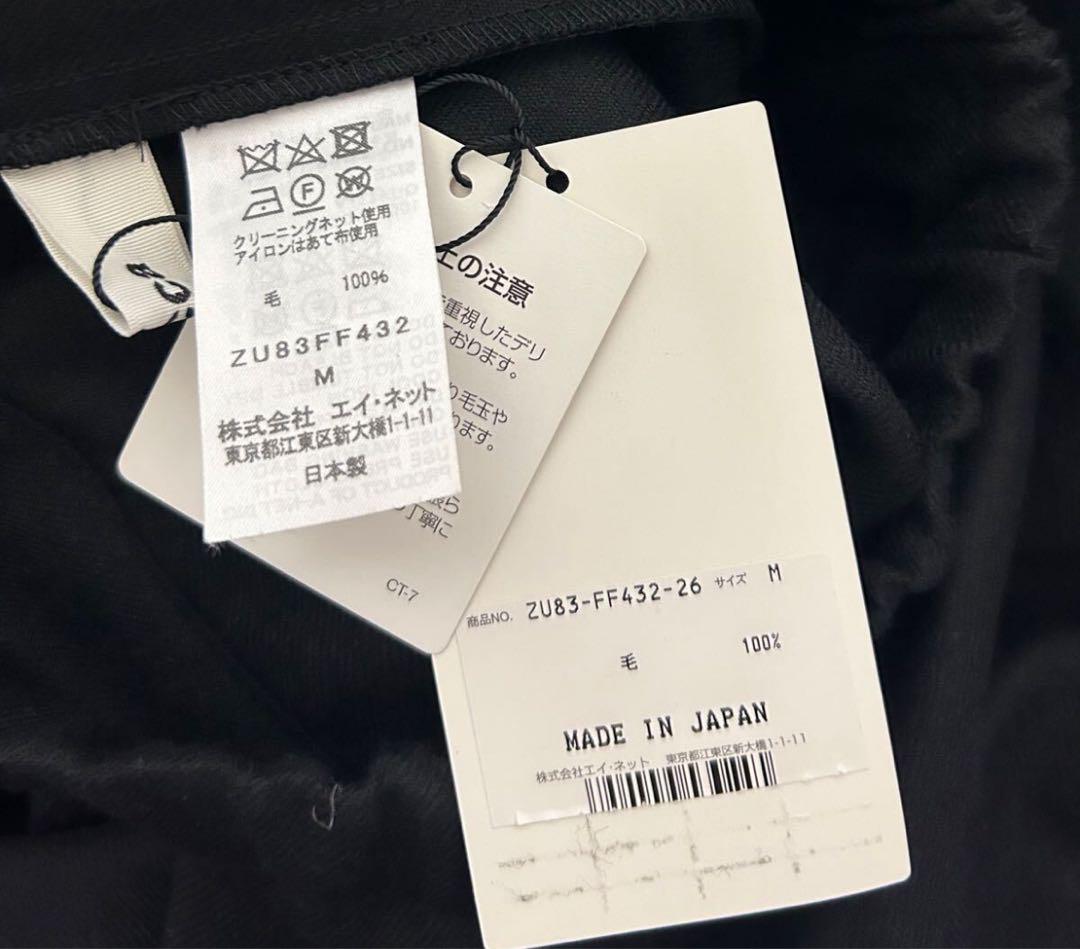 クリーニングネット使用
アイロンはあて布使用
毛 100%
ZU83FF432
M
株式会社 エイ・ネット
東京都江東区新大橋1-1-11
日本製
の注意
重視したデリ
ております。
毛玉や
ります。
丁寧に
CT-7
商品NO. ZU83-FF432-26 サイズ M
毛 100%
MADE IN JAPAN
株式会社エイ・ネット 東京都江東区新大橋1-1-11